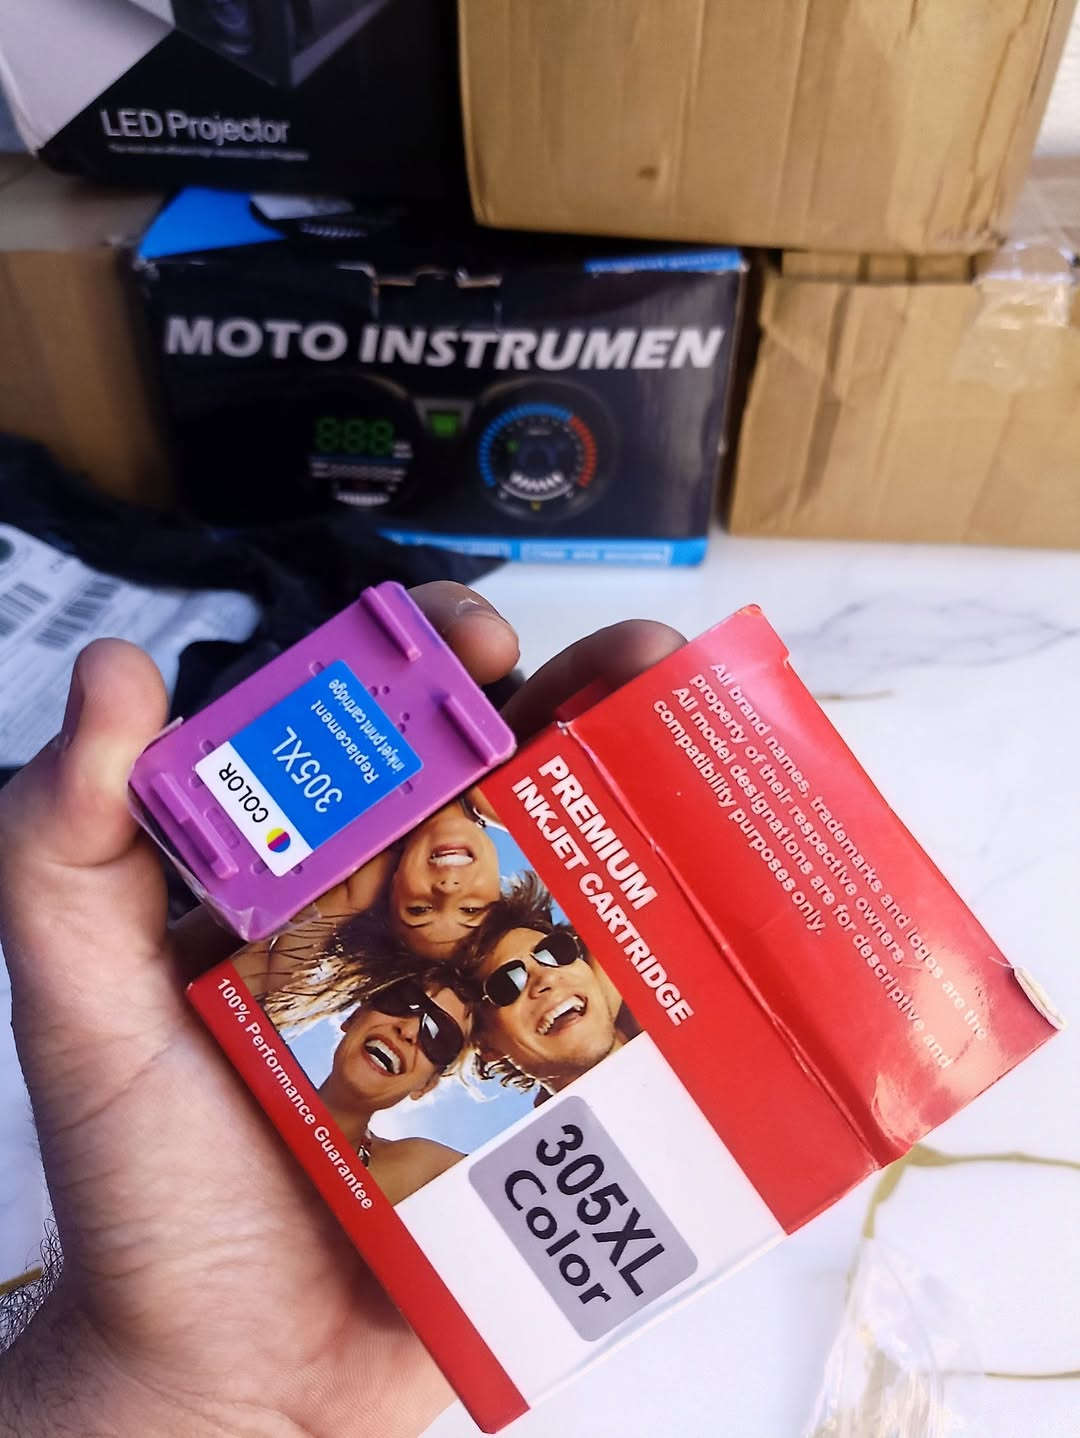 LED Projector
MOTO INSTRUMEN
888
COLOR
305XL
Replacement
inkjet print cartridge
All brand names, trademarks and logos are the
property of their respective owners.
All model designations are for descriptive and
compatibility purposes only.
PREMIUM
INKJET CARTRIDGE
100% Performance Guarantee
305XL
Color